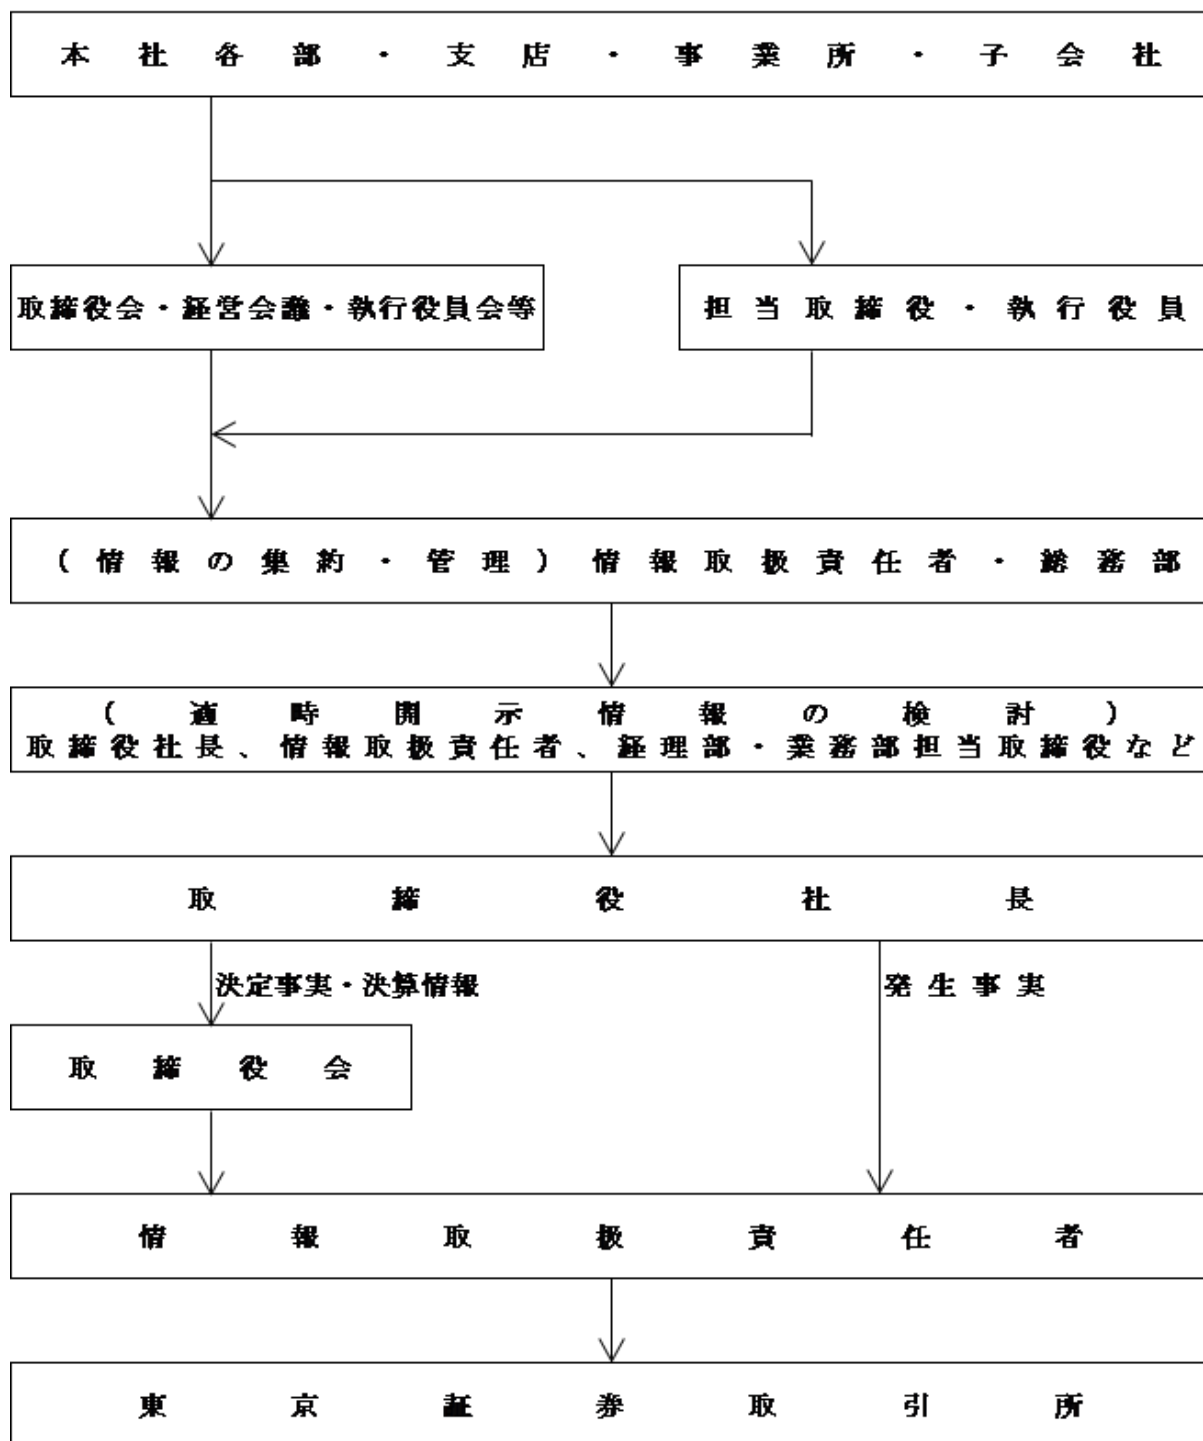 本社各部・支店・事業所・子会社
取締役会・経営会議・執行役員会等
担当取締役・執行役員
(情報の集約・管理)情報取扱責任者・総務部
(適時開示情報の検討)
取締役社長、情報取扱責任者、経理部・業務部担当取締役など
取締役社長
決定事実・決算情報
発生事実
取締役会
情報取扱責任者
東京証券取引所